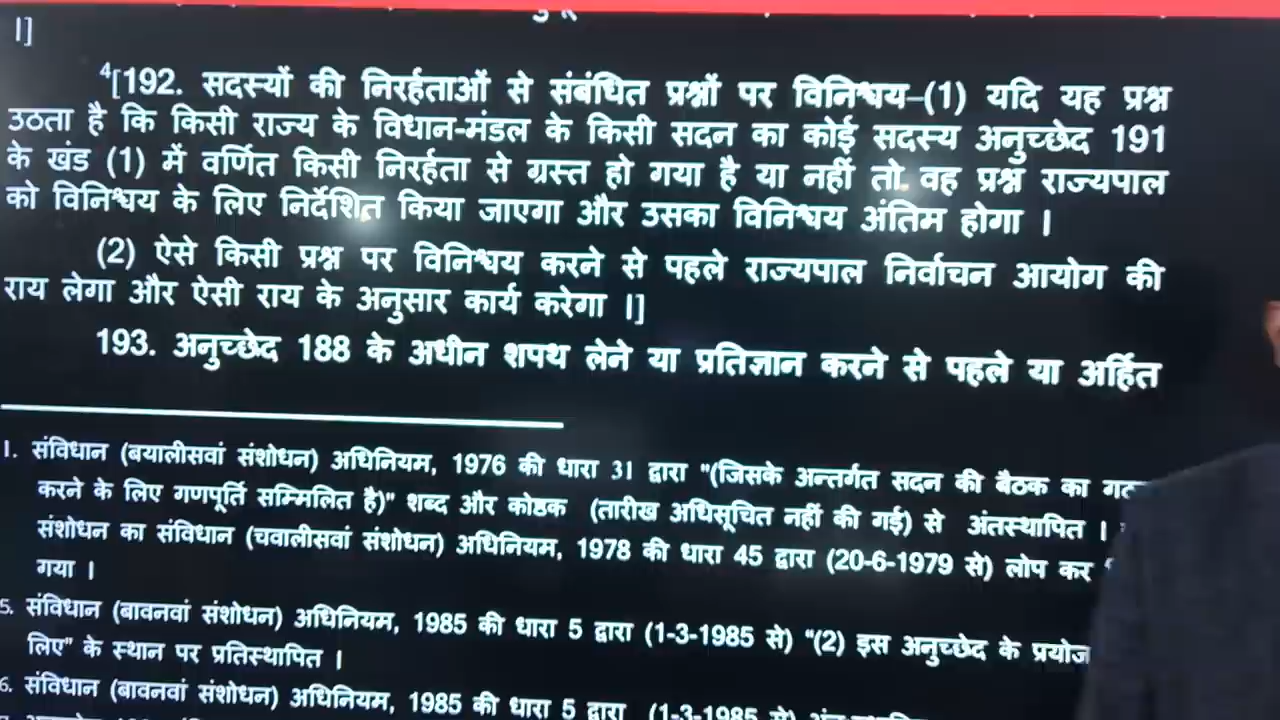 ।]
⁴[192. सदस्यों की निरर्हताओं से संबंधित प्रश्नों पर विनिश्चय–(1) यदि यह प्रश्न
उठता है कि किसी राज्य के विधान-मंडल के किसी सदन का कोई सदस्य अनुच्छेद 191
के खंड (1) में वर्णित किसी निरर्हता से ग्रस्त हो गया है या नहीं तो वह प्रश्न राज्यपाल
को विनिश्चय के लिए निर्देशित किया जाएगा और उसका विनिश्चय अंतिम होगा ।
(2) ऐसे किसी प्रश्न पर विनिश्चय करने से पहले राज्यपाल निर्वाचन आयोग की
राय लेगा और ऐसी राय के अनुसार कार्य करेगा ।]
193. अनुच्छेद 188 के अधीन शपथ लेने या प्रतिज्ञान करने से पहले या अर्हित
1. संविधान (बयालीसवां संशोधन) अधिनियम, 1976 की धारा 31 द्वारा "(जिसके अन्तर्गत सदन की बैठक का
करने के लिए गणपूर्ति सम्मिलित है)" शब्द और कोष्ठक (तारीख अधिसूचित नहीं की गई) से अंतस्थापित ।
संशोधन का संविधान (चवालीसवां संशोधन) अधिनियम, 1978 की धारा 45 द्वारा (20-6-1979 से) लोप कर
गया ।
5. संविधान (बावनवां संशोधन) अधिनियम, 1985 की धारा 5 द्वारा (1-3-1985 से) "(2) इस अनुच्छेद के
लिए" के स्थान पर प्रतिस्थापित ।
6. संविधान (बावनवां संशोधन) अधिनियम, 1985 की धारा 5 द्वारा (1-3-1985 से)